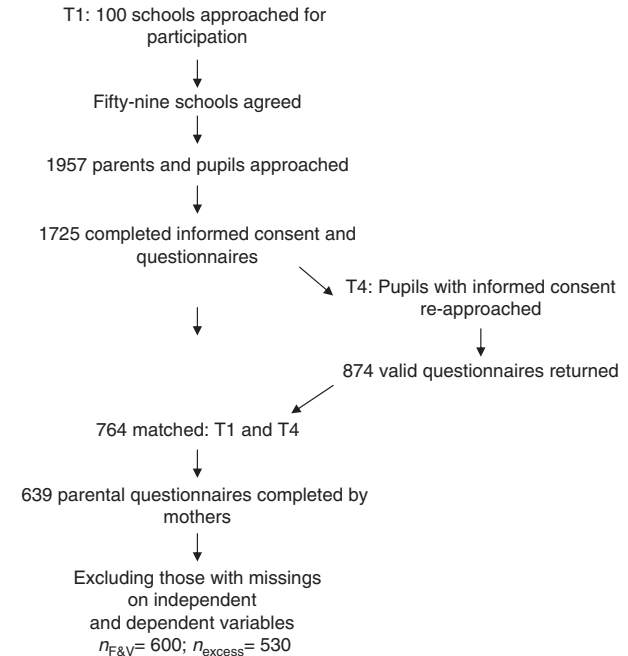 T1: 100 schools approached for
participation
Fifty-nine schools agreed
1957 parents and pupils approached
1725 completed informed consent and
questionnaires
T4: Pupils with informed consent
re-approached
874 valid questionnaires returned
764 matched: T1 and T4
639 parental questionnaires completed by
mothers
Excluding those with missings
on independent
and dependent variables
n_F&V= 600; n_excess= 530